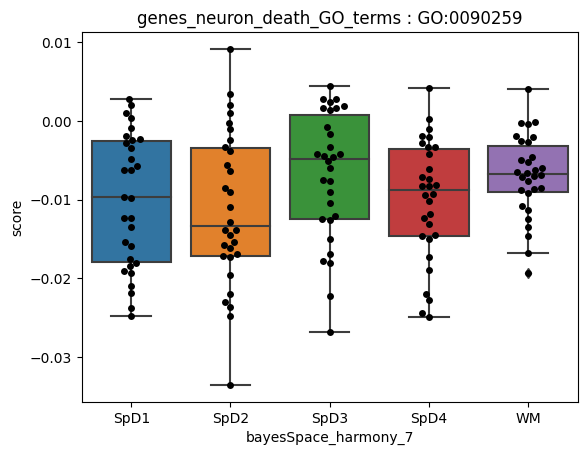 genes_neuron_death_GO_terms : GO:0090259
score
0.01
0.00
−0.01
−0.02
−0.03
SpD1 SpD2 SpD3 SpD4 WM
bayesSpace_harmony_7